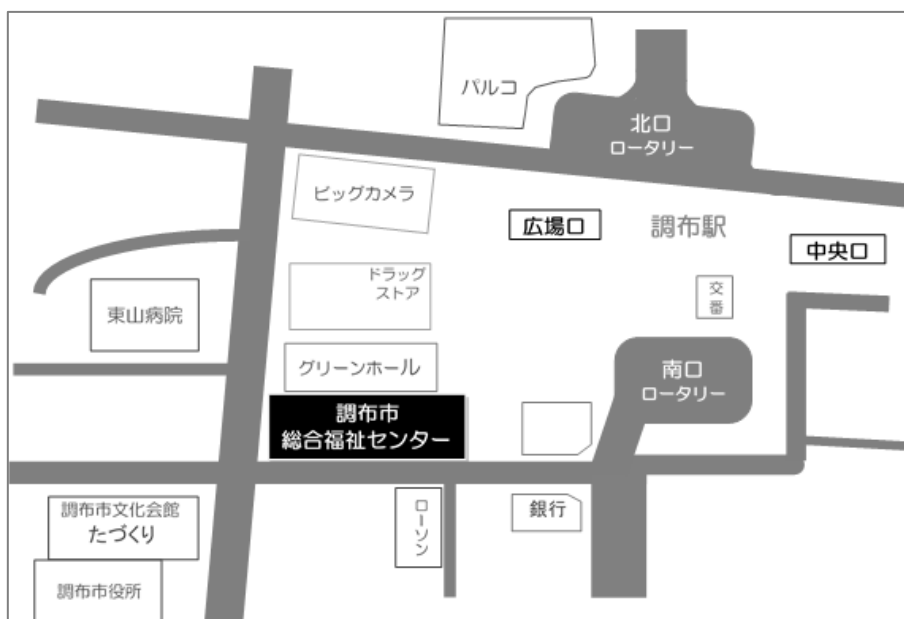 パルコ
北口
ロータリー
ビッグカメラ
広場口
調布駅
中央口
ドラッグ
ストア
交番
東山病院
グリーンホール
南口
ロータリー
調布市
総合福祉センター
調布市文化会館
たづくり
ローソン
銀行
調布市役所